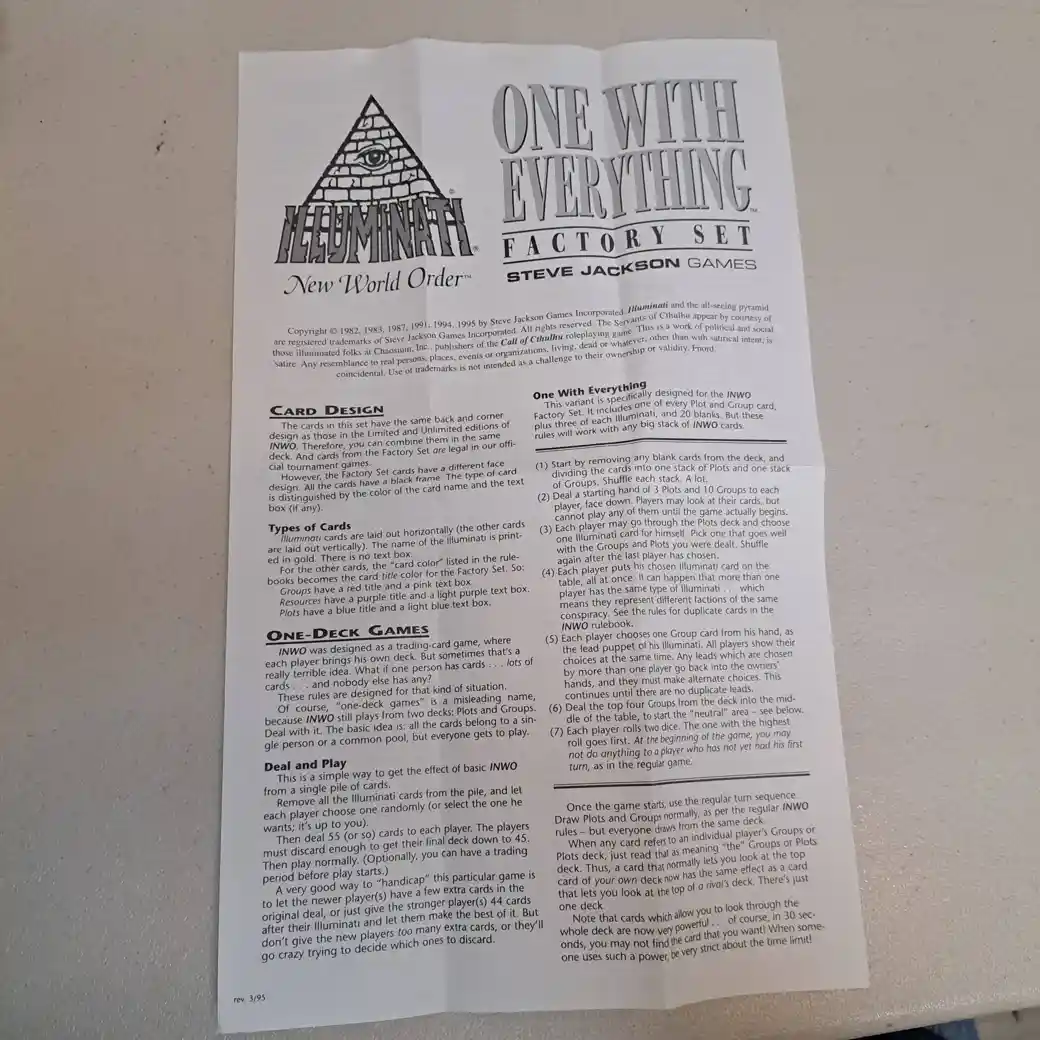 ILLUMINATI®
New World Order™
ONE WITH
EVERYTHING™
FACTORY SET
STEVE JACKSON GAMES
Copyright © 1982, 1983, 1987, 1991, 1994, 1995 by Steve Jackson Games Incorporated. Illuminati and the all-seeing pyramid
are registered trademarks of Steve Jackson Games Incorporated. All rights reserved. The Servants of Cthulhu appear by courtesy of
those illuminated folks at Chaosium, Inc., publishers of the Call of Cthulhu roleplaying game. This is a work of political and social
satire. Any resemblance to real persons, places, events or organizations, living, dead or whatever, other than with satirical intent, is
coincidental. Use of trademarks is not intended as a challenge to their ownership or validity. Fnord.
CARD DESIGN
The cards in this set have the same back and corner
design as those in the Limited and Unlimited editions of
INWO. Therefore, you can combine them in the same
deck. And cards from the Factory Set are legal in our offi-
cial tournament games.
However, the Factory Set cards have a different face
design. All the cards have a black frame. The type of card
is distinguished by the color of the card name and the text
box (if any).
Types of Cards
Illuminati cards are laid out horizontally (the other cards
are laid out vertically). The name of the Illuminati is print-
ed in gold. There is no text box.
For the other cards, the "card color" listed in the rule-
books becomes the card title color for the Factory Set. So:
Groups have a red title and a pink text box.
Resources have a purple title and a light purple text box.
Plots have a blue title and a light blue text box.
ONE-DECK GAMES
INWO was designed as a trading-card game, where
each player brings his own deck. But sometimes that's a
really terrible idea. What if one person has cards . . . lots of
cards . . . and nobody else has any?
These rules are designed for that kind of situation.
Of course, "one-deck games" is a misleading name,
because INWO still plays from two decks: Plots and Groups.
Deal with it. The basic idea is: all the cards belong to a sin-
gle person or a common pool, but everyone gets to play.
Deal and Play
This is a simple way to get the effect of basic INWO
from a single pile of cards.
Remove all the Illuminati cards from the pile, and let
each player choose one randomly (or select the one he
wants; it's up to you).
Then deal 55 (or so) cards to each player. The players
must discard enough to get their final deck down to 45.
Then play normally. (Optionally, you can have a trading
period before play starts.)
A very good way to "handicap" this particular game is
to let the newer player(s) have a few extra cards in the
original deal, or just give the stronger player(s) 44 cards
after their Illuminati and let them make the best of it. But
don't give the new players too many extra cards, or they'll
go crazy trying to decide which ones to discard.
rev. 3/95
One With Everything
This variant is specifically designed for the INWO
Factory Set. It includes one of every Plot and Group card,
plus three of each Illuminati, and 20 blanks. But these
rules will work with any big stack of INWO cards.
(1) Start by removing any blank cards from the deck, and
dividing the cards into one stack of Plots and one stack
of Groups. Shuffle each stack. A lot.
(2) Deal a starting hand of 3 Plots and 10 Groups to each
player, face down. Players may look at their cards, but
cannot play any of them until the game actually begins.
(3) Each player may go through the Plots deck and choose
one Illuminati card for himself. Pick one that goes well
with the Groups and Plots you were dealt. Shuffle
again after the last player has chosen.
(4) Each player puts his chosen Illuminati card on the
table, all at once. It can happen that more than one
player has the same type of Illuminati . . . which
means they represent different factions of the same
conspiracy. See the rules for duplicate cards in the
INWO rulebook.
(5) Each player chooses one Group card from his hand, as
the lead puppet of his Illuminati. All players show their
choices at the same time. Any leads which are chosen
by more than one player go back into the owners'
hands, and they must make alternate choices. This
continues until there are no duplicate leads.
(6) Deal the top four Groups from the deck into the mid-
dle of the table, to start the "neutral" area – see below.
(7) Each player rolls two dice. The one with the highest
roll goes first. At the beginning of the game, you may
not do anything to a player who has not yet had his first
turn, as in the regular game.
Once the game starts, use the regular turn sequence.
Draw Plots and Groups normally, as per the regular INWO
rules – but everyone draws from the same deck.
When any card refers to an individual player's Groups or
Plots deck, just read that as meaning "the" Groups or Plots
deck. Thus, a card that normally lets you look at the top
card of your own deck now has the same effect as a card
that lets you look at the top of a rival's deck. There's just
one deck.
Note that cards which allow you to look through the
whole deck are now very powerful . . . of course, in 30 sec-
onds, you may not find the card that you want! When some-
one uses such a power, be very strict about the time limit!